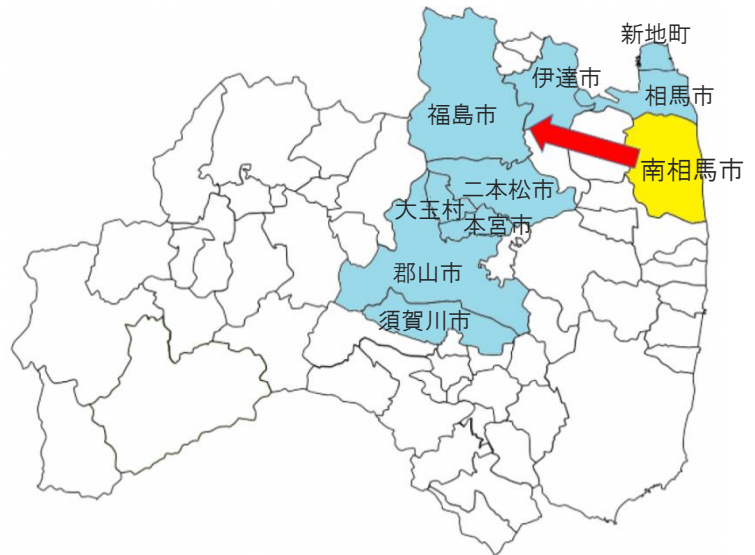 新地町
伊達市
相馬市
福島市
南相馬市
二本松市
大玉村
本宮市
郡山市
須賀川市